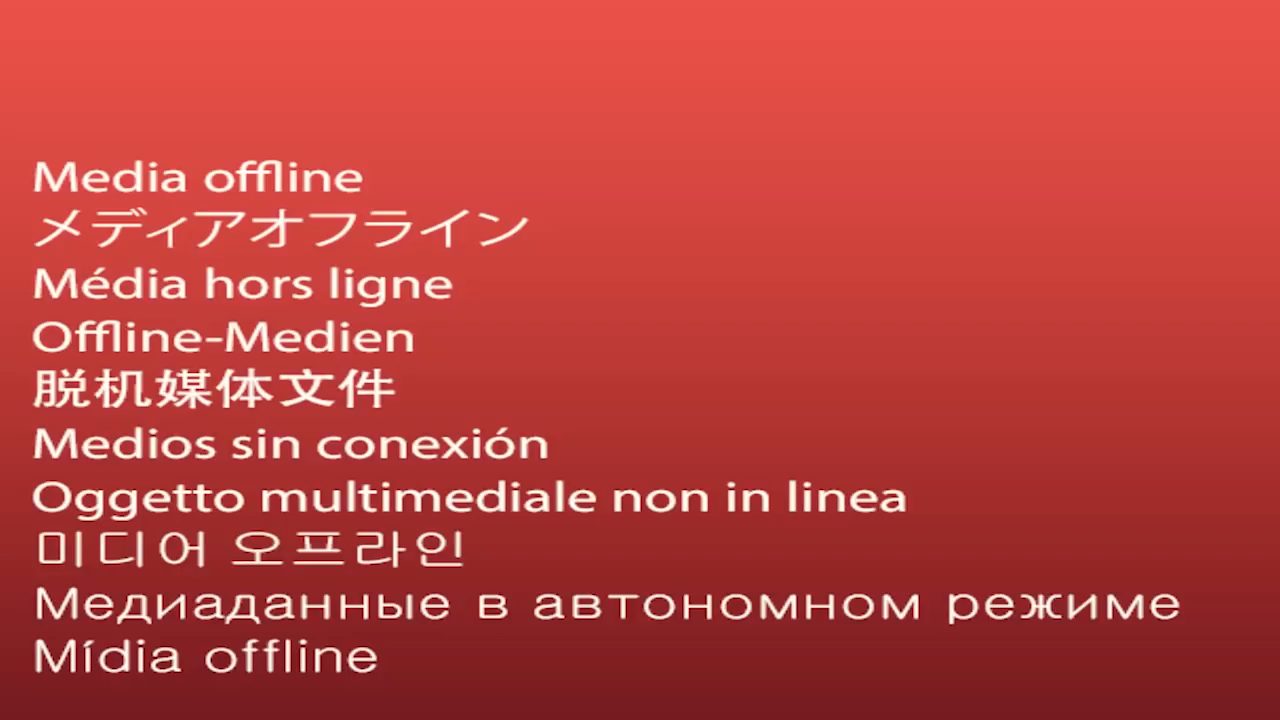 Media offline
メディアオフライン
Média hors ligne
Offline-Medien
脱机媒体文件
Medios sin conexión
Oggetto multimediale non in linea
미디어 오프라인
Медиаданные в автономном режиме
Mídia offline